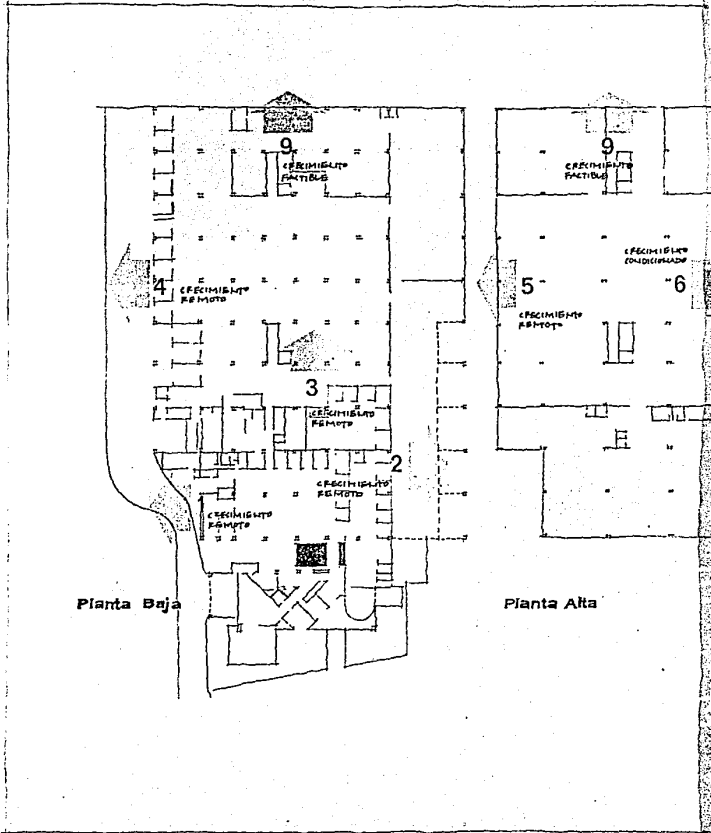 9
CRECIMIENTO
FACTIBLE
4
CRECIMIENTO
REMOTO
3
CRECIMIENTO
REMOTO
2
CRECIMIENTO
REMOTO
CRECIMIENTO
REMOTO
Planta Baja
9
CRECIMIENTO
FACTIBLE
CRECIMIENTO
CONDICIONADO
5
6
CRECIMIENTO
REMOTO
Planta Alta